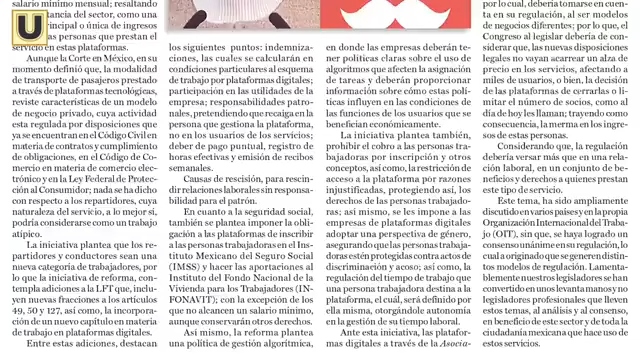 salario mínimo mensual; resaltando
tancia del sector, como una
ncipal o única de ingresos
as personas que prestan el
servicio en estas plataformas.
Aunque la Corte en México, en su
momento definió que, la modalidad
de transporte de pasajeros prestado
a través de plataformas tecnológicas,
reviste características de un modelo
de negocio privado, cuya actividad
esta regulada por disposiciones que
ya se encuentran el Código Civil en
materia de contratos y cumplimiento
de obligaciones, en el Código de Co-
mercio en materia de comercio elec-
trónico y en la Ley Federal de Protec-
ción al Consumidor; nada se ha dicho
con respecto a los repartidores, cuya
naturaleza del servicio, a lo mejor sí,
podría considerarse como un trabajo
atípico.
La iniciativa plantea que los re-
partidores y conductores sean una
nueva categoría de trabajadores, por
lo que la iniciativa de reforma, con-
templa adiciones a la LFT que, inclu-
yen nuevas fracciones a los artículos
49, 50 y 127, así como, la incorpora-
ción de un nuevo capítulo en materia
de trabajo en plataformas digitales.
Entre estas adiciones, destacan
los siguientes puntos: indemniza-
ciones, las cuales se calcularán en
condiciones particulares al esquema
de trabajo por plataformas digitales;
participación en las utilidades de la
empresa; responsabilidades patro-
nales, pretendiendo que recaiga en la
persona que gestiona la plataforma,
no en los usuarios de los servicios;
deber de pago puntual, registro de
horas efectivas y emisión de recibos
semanales.
Causas de rescisión, para rescin-
dir relaciones laborales sin responsa-
bilidad para el patrón.
En cuanto a la seguridad social,
también se plantea imponer la obli-
gación a las plataformas de inscribir
a las personas trabajadoras en el Ins-
tituto Mexicano del Seguro Social
(IMSS) y hacer las aportaciones al
Instituto del Fondo Nacional de la
Vivienda para los Trabajadores (IN-
FONAVIT); con la excepción de los
que no alcancen un salario mínimo,
aunque conservarán otros derechos.
Asi mismo, la reforma plantea
una política de gestión algorítmica,
en donde las empresas deberán te-
ner políticas claras sobre el uso de
algoritmos que afecten la asignación
de tareas y deberán proporcionar
información sobre cómo estas polí-
ticas influyen en las condiciones de
las funciones de los usuarios que se
benefician económicamente.
La iniciativa plantea también,
prohibir el cobro a las personas tra-
bajadoras por inscripción y otros
conceptos, así como, la restricción de
acceso a la plataforma por razones
injustificadas, protegiendo así, los
derechos de las personas trabajado-
ras; así mismo, se les impone a las
empresas de plataformas digitales
adoptar una perspectiva de género,
asegurando que las personas trabaja-
doras estén protegidas contra actos de
discriminación y acoso; así como, la
regulación del tiempo de trabajo que
una persona trabajadora destina a la
plataforma, el cuál, será definido por
ella misma, otorgándole autonomía
en la gestión de su tiempo laboral.
Ante esta iniciativa, las platafor-
mas digitales a través de la Asocia-
por lo cual, debería tomarse en cuen-
ta en su regulación, al ser modelos
de negocios diferentes; por lo que, el
Congreso al legislar debería de con-
siderar que, las nuevas disposiciones
legales no vayan acarrear un alza de
precio en los servicios, afectando a
miles de usuarios, o bien, la decisión
de las plataformas de cerrarlas o li-
mitar el número de socios, como al
día de hoy les llaman; trayendo como
consecuencia, la merma en los ingre-
sos de estas personas.
Considerando que, la regulación
debería versar más que en una rela-
ción laboral, en un conjunto de be-
neficios y derechos a quienes prestan
este tipo de servicio.
Este tema, ha sido ampliamente
discutido en varios países y en la propia
Organización Internacional del Traba-
jo (OIT), sin que, se haya logrado un
consenso unánime en su regulación, lo
cual a originado que se generen distin-
tos modelos de regulación. Lamenta-
blemente nuestros legisladores se han
convertido en unos levanta manos y no
legisladores profesionales que lleven
estos temas, al análisis y al consenso,
en beneficio de este sector y de toda la
ciudadanía mexicana que hace uso de
estos servicios.